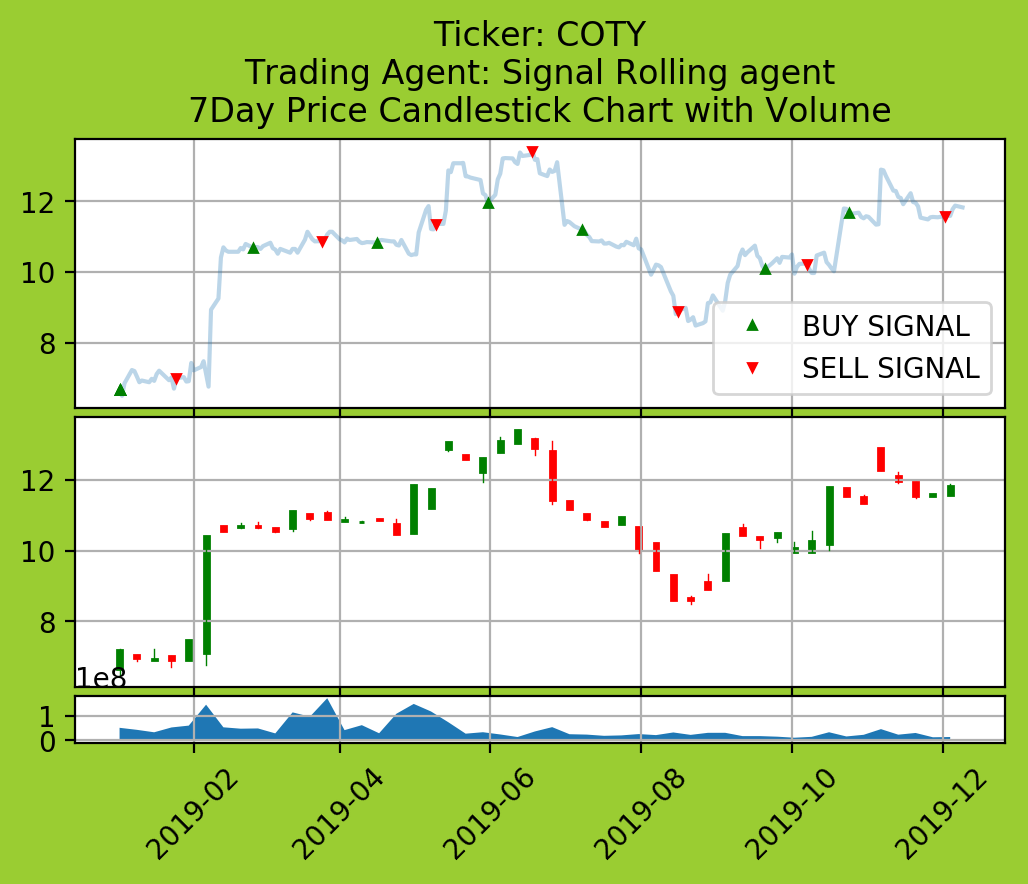 Ticker: COTY
Trading Agent: Signal Rolling agent
7Day Price Candlestick Chart with Volume
12
10
8
BUY SIGNAL
SELL SIGNAL
12
10
8
1e8
1
0
2019-02
2019-04
2019-06
2019-08
2019-10
2019-12